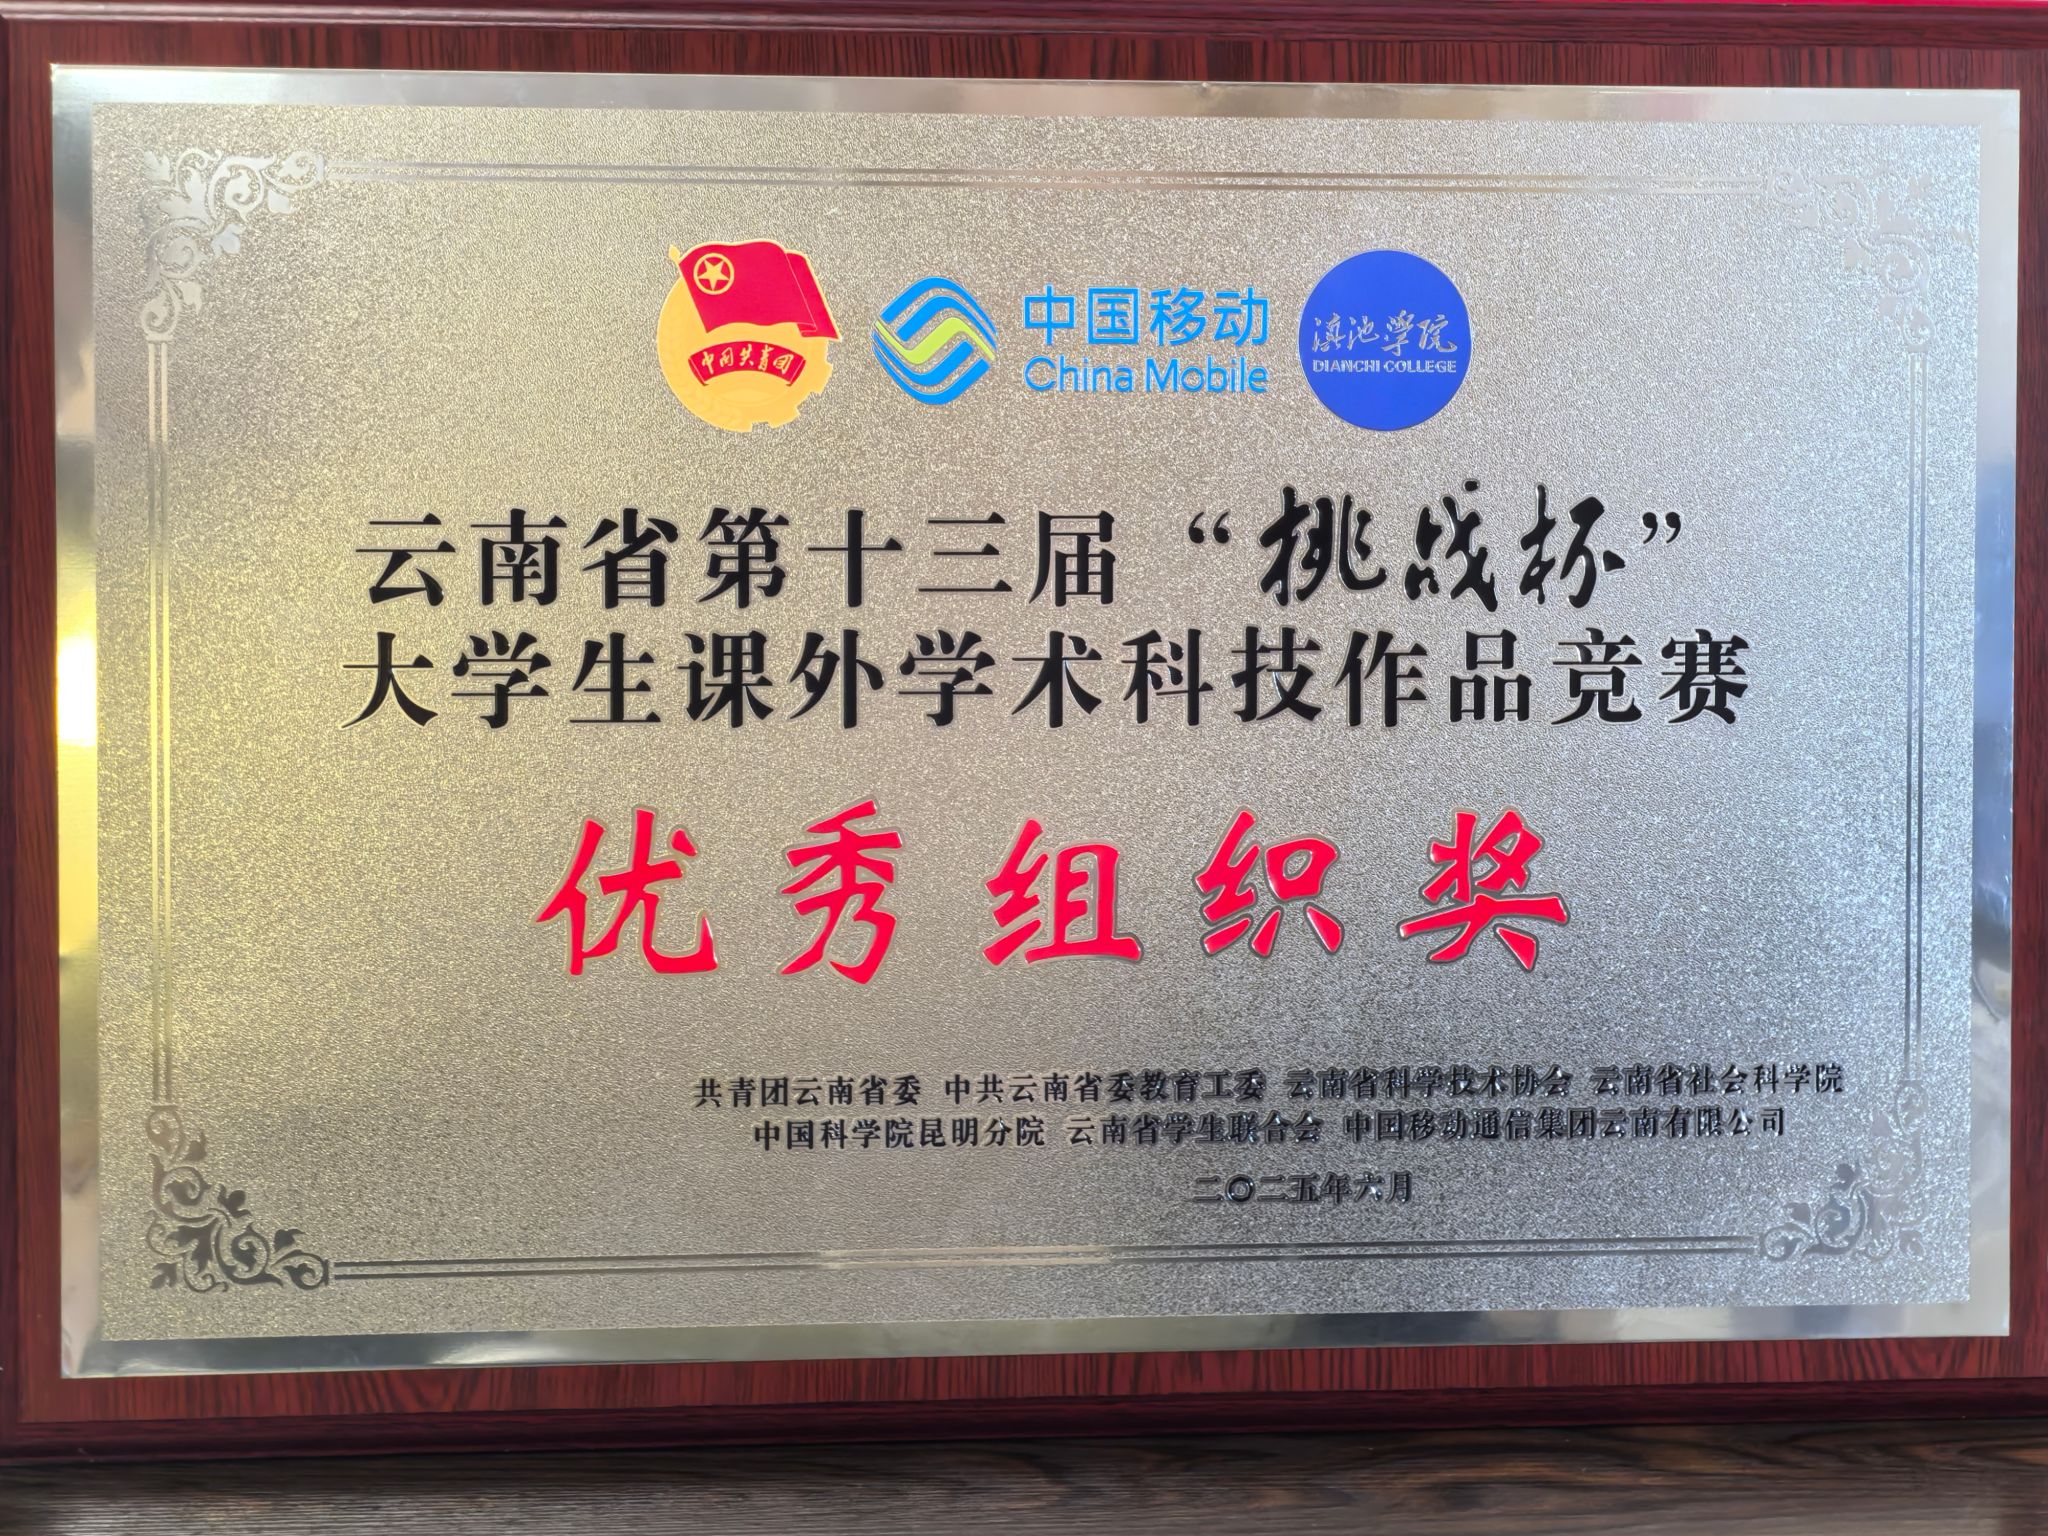 中国共青团
中国移动
China Mobile
滇池学院
DIANCHI COLLEGE
云南省第十三届“挑战杯”
大学生课外学术科技作品竞赛
优秀组织奖
共青团云南省委 中共云南省委教育工委 云南省科学技术协会 云南省社会科学院
中国科学院昆明分院 云南省学生联合会 中国移动通信集团云南有限公司
二〇二五年六月